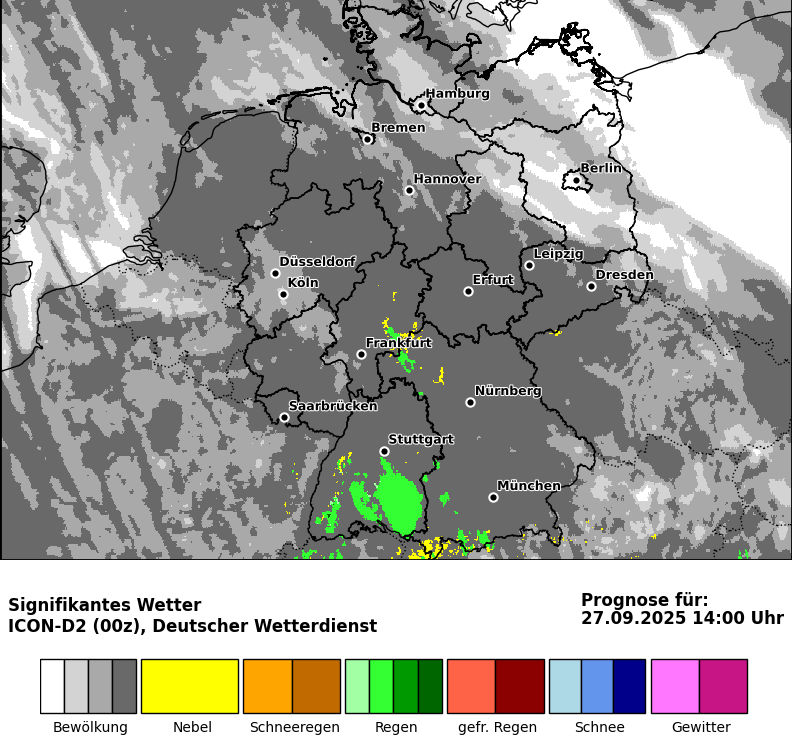 Hamburg
Bremen
Berlin
Hannover
Leipzig
Düsseldorf
Dresden
Erfurt
Köln
Frankfurt
Nürnberg
Saarbrücken
Stuttgart
München
Signifikantes Wetter
ICON-D2 (00z), Deutscher Wetterdienst
Prognose für:
27.09.2025 14:00 Uhr
Bewölkung
Nebel
Schneeregen
Regen
gefr. Regen
Schnee
Gewitter